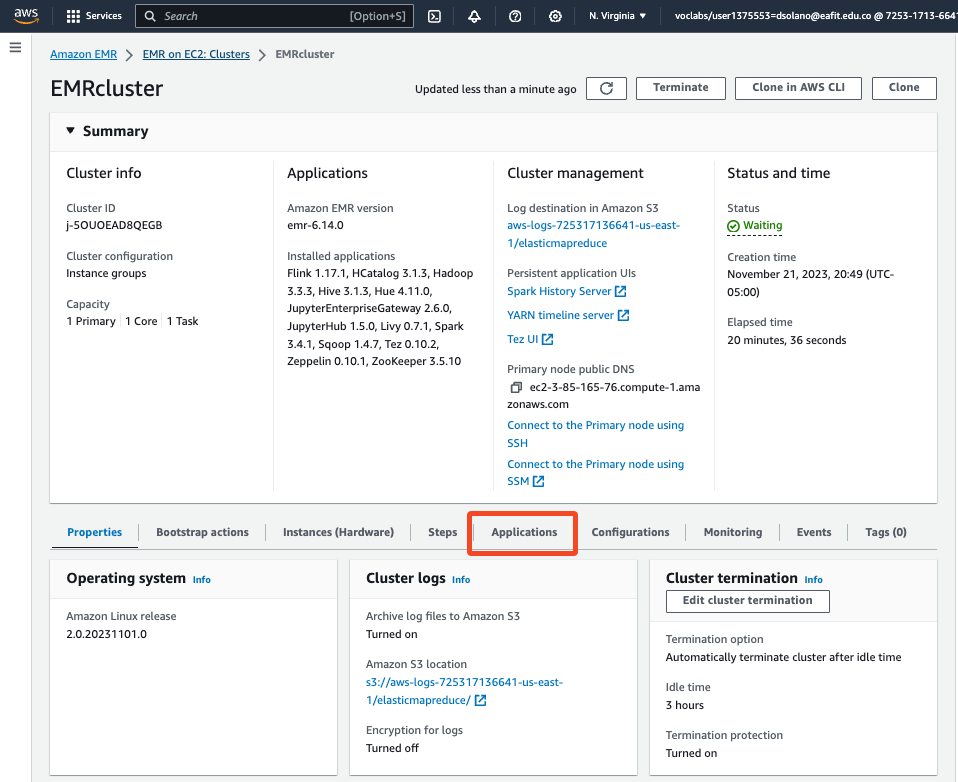 aws
Services
Search
[Option+S]
N. Virginia
voclabs/user1375553=dsolano@eafit.edu.co @ 7253-1713-6641
Amazon EMR
EMR on EC2: Clusters
EMRcluster
EMRcluster
Updated less than a minute ago
Terminate
Clone in AWS CLI
Clone
Summary
Cluster info
Cluster ID
j-5OUOEAD8QEGB
Cluster configuration
Instance groups
Capacity
1 Primary
1 Core
1 Task
Applications
Amazon EMR version
emr-6.14.0
Installed applications
Flink 1.17.1, HCatalog 3.1.3, Hadoop
3.3.3, Hive 3.1.3, Hue 4.11.0,
JupyterEnterpriseGateway 2.6.0,
JupyterHub 1.5.0, Livy 0.7.1, Spark
3.4.1, Sqoop 1.4.7, Tez 0.10.2,
Zeppelin 0.10.1, ZooKeeper 3.5.10
Cluster management
Log destination in Amazon S3
aws-logs-725317136641-us-east-
1/elasticmapreduce
Persistent application UIs
Spark History Server
YARN timeline server
Tez UI
Primary node public DNS
ec2-3-85-165-76.compute-1.ama
zonaws.com
Connect to the Primary node using
SSH
Connect to the Primary node using
SSM
Status and time
Status
Waiting
Creation time
November 21, 2023, 20:49 (UTC-
05:00)
Elapsed time
20 minutes, 36 seconds
Properties
Bootstrap actions
Instances (Hardware)
Steps
Applications
Configurations
Monitoring
Events
Tags (0)
Operating system Info
Amazon Linux release
2.0.20231101.0
Cluster logs Info
Archive log files to Amazon S3
Turned on
Amazon S3 location
s3://aws-logs-725317136641-us-east-
1/elasticmapreduce/
Encryption for logs
Turned off
Cluster termination Info
Edit cluster termination
Termination option
Automatically terminate cluster after idle time
Idle time
3 hours
Termination protection
Turned on